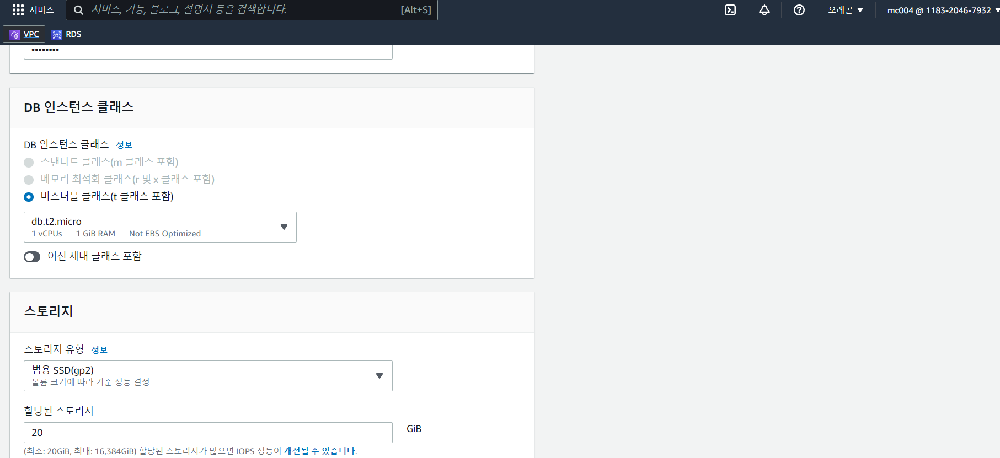 서비스
서비스, 기능, 블로그, 설명서 등을 검색합니다.
[Alt+S]
오레곤
mc004 @ 1183-2046-7932
VPC
RDS
••••••••
DB 인스턴스 클래스
DB 인스턴스 클래스 정보
스탠다드 클래스(m 클래스 포함)
메모리 최적화 클래스(r 및 x 클래스 포함)
버스터블 클래스(t 클래스 포함)
db.t2.micro
1 vCPUs 1 GiB RAM Not EBS Optimized
이전 세대 클래스 포함
스토리지
스토리지 유형 정보
범용 SSD(gp2)
볼륨 크기에 따라 기준 성능 결정
할당된 스토리지
20
GiB
(최소: 20GiB, 최대: 16,384GiB) 할당된 스토리지가 많으면 IOPS 성능이 개선될 수 있습니다.